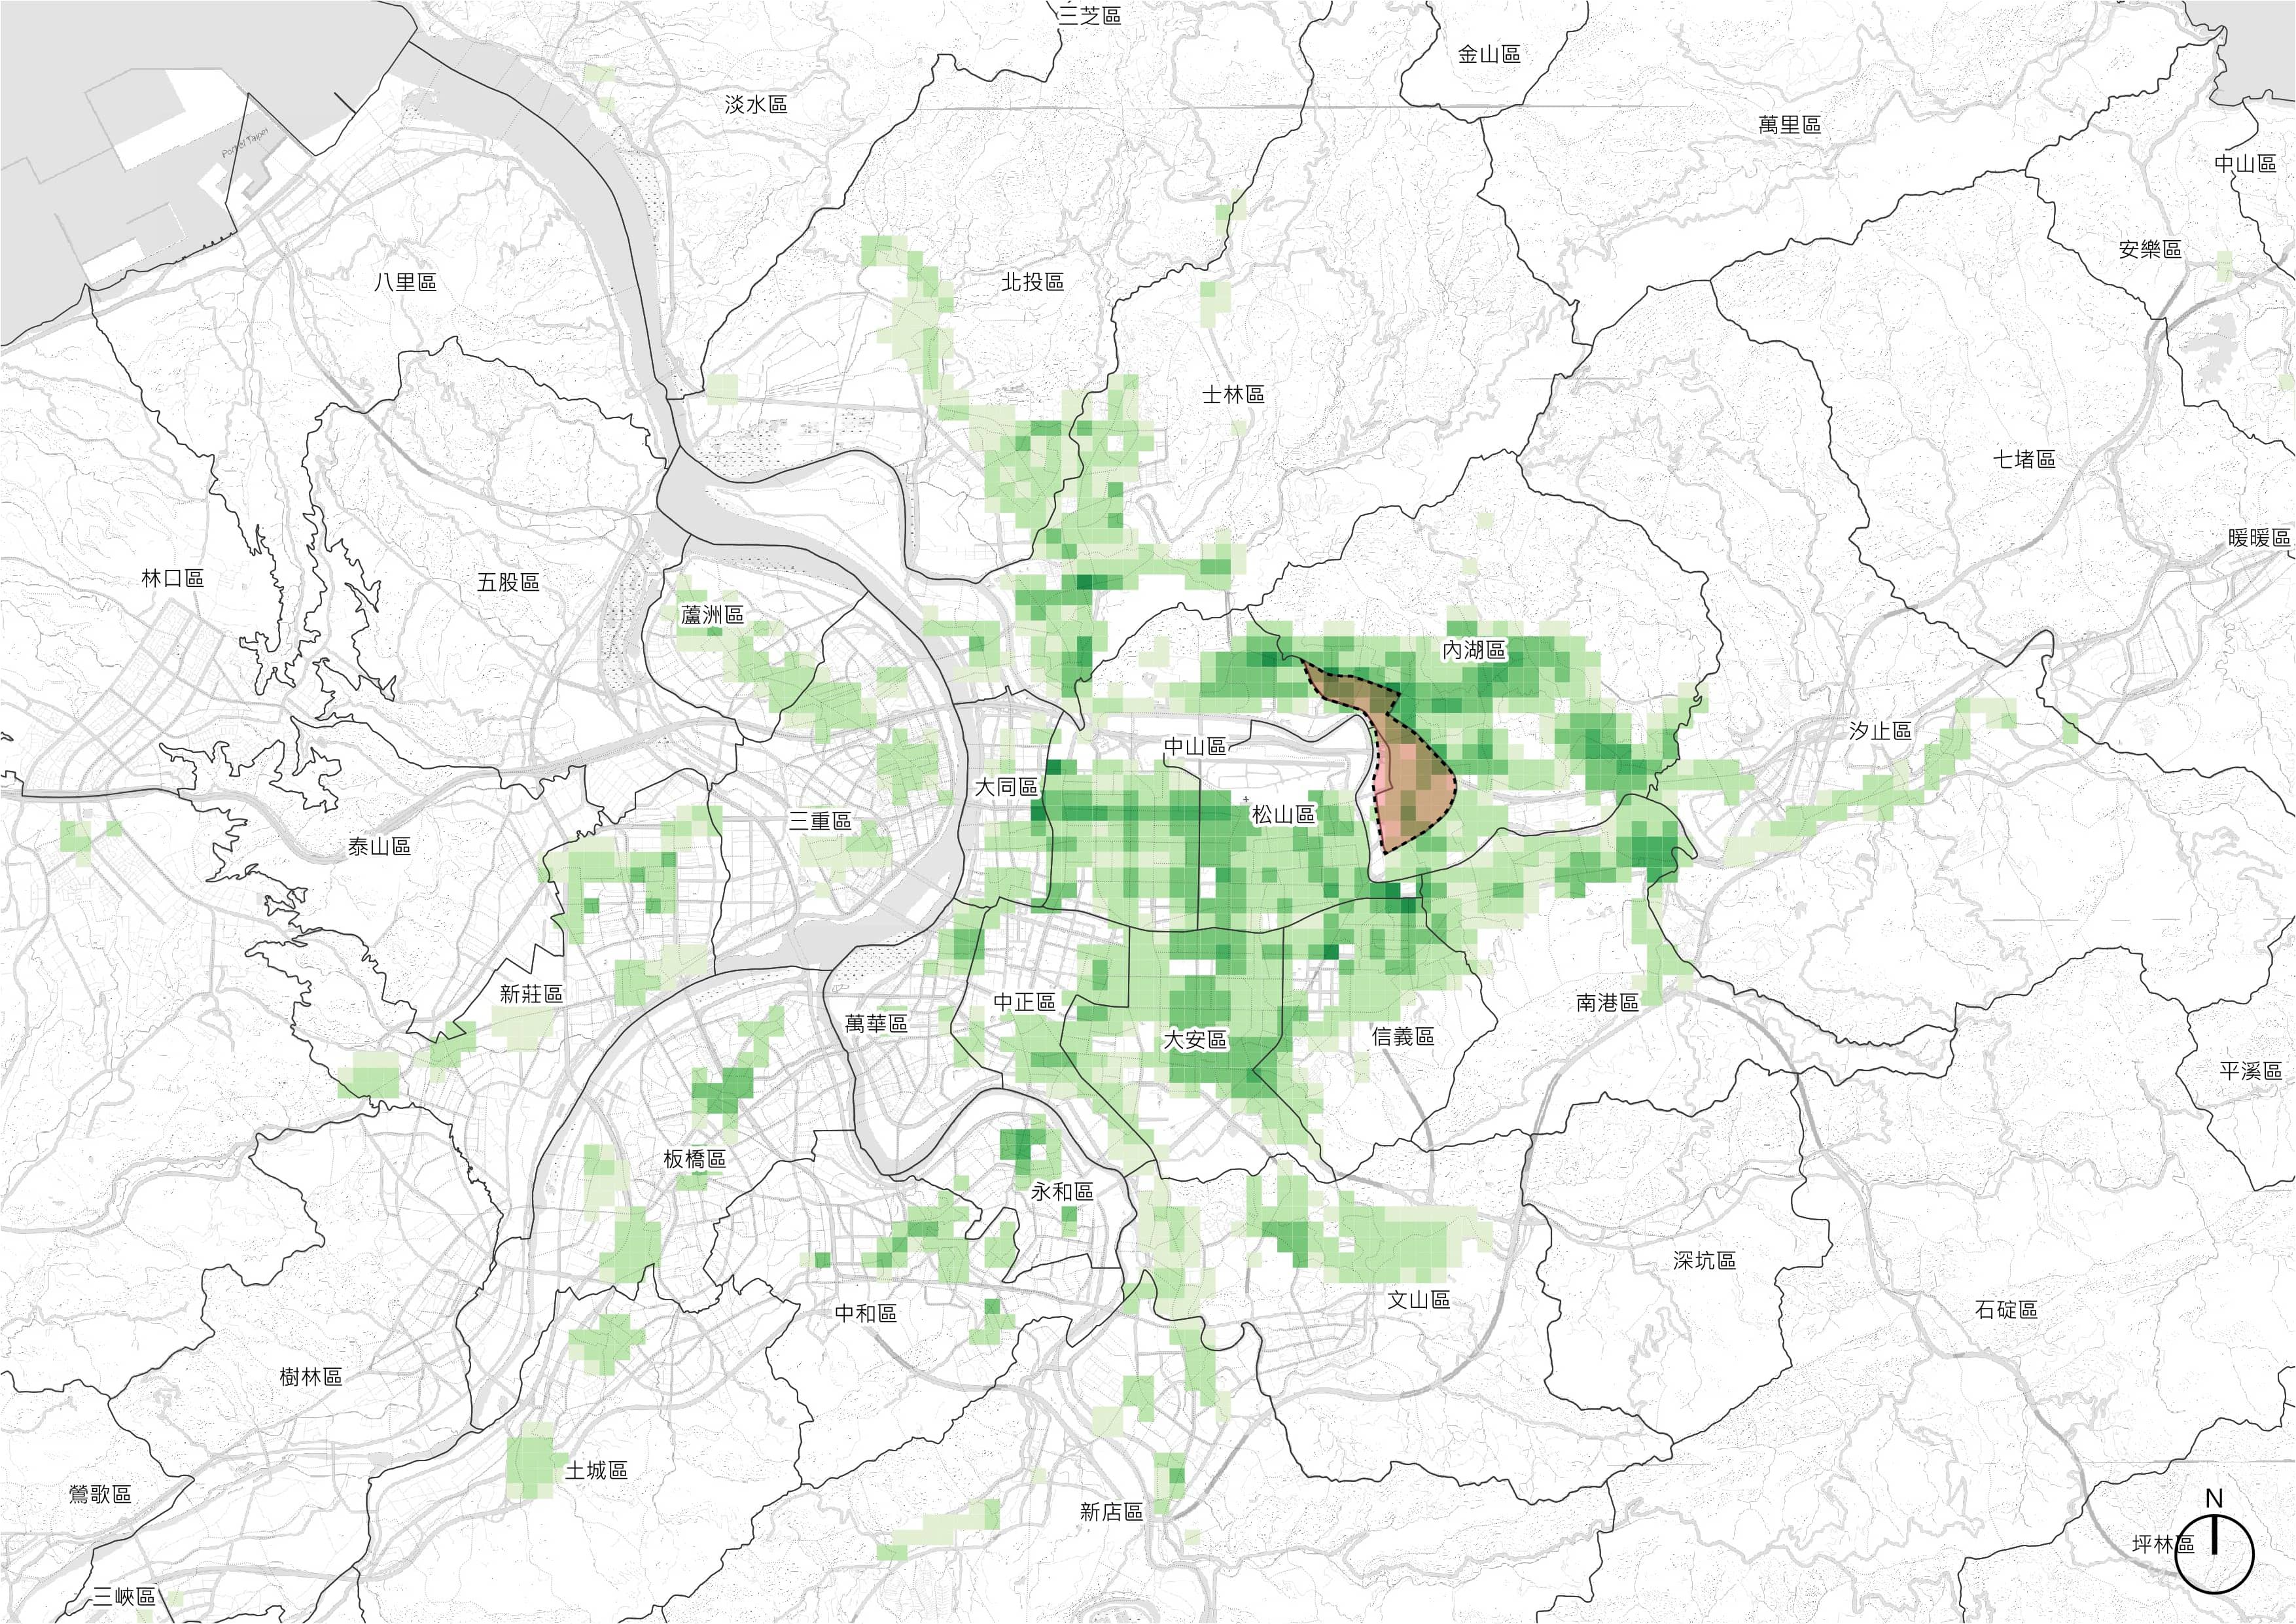 三芝區
金山區
淡水區
萬里區
Port of Taipei
中山區
安樂區
八里區
北投區
士林區
七堵區
暖暖區
林口區
五股區
蘆洲區
內湖區
汐止區
中山區
大同區
松山區
三重區
泰山區
新莊區
中正區
南港區
萬華區
大安區
信義區
平溪區
板橋區
永和區
深坑區
文山區
石碇區
中和區
樹林區
土城區
鶯歌區
新店區
N
坪林區
三峽區